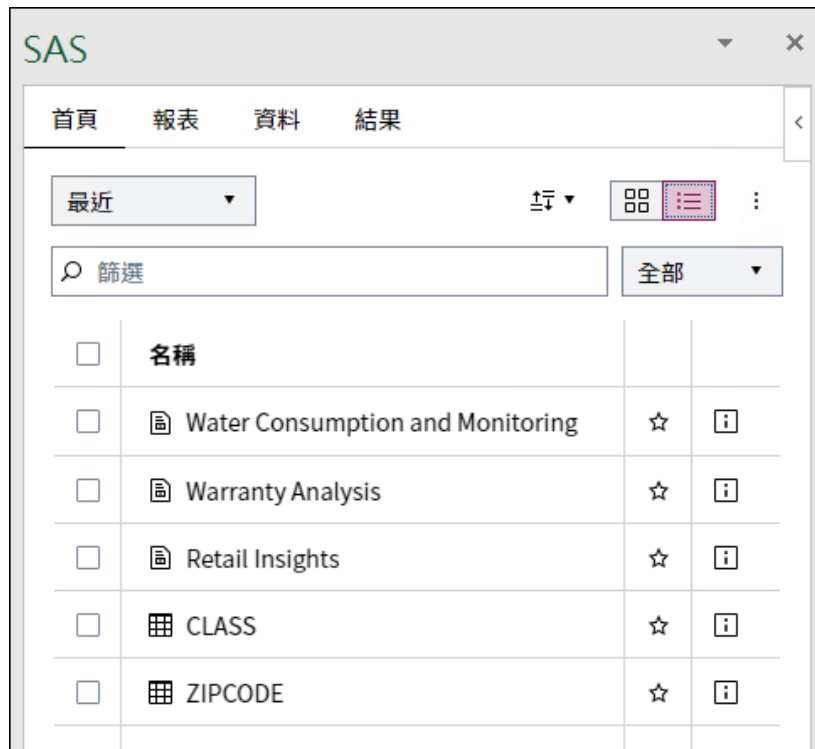 SAS
首頁 報表 資料 結果
最近
篩選 全部
名稱
Water Consumption and Monitoring
Warranty Analysis
Retail Insights
CLASS
ZIPCODE